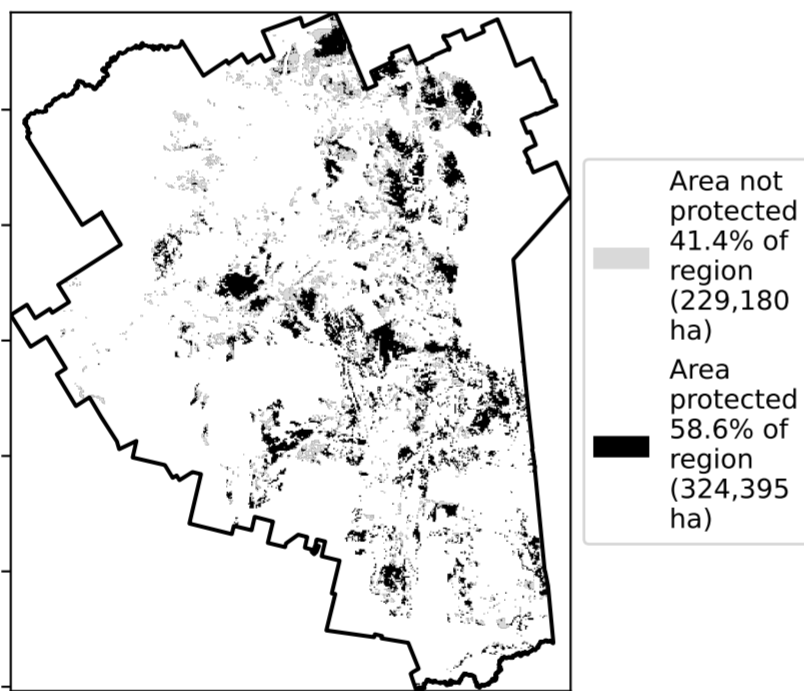 Area not
protected
41.4% of
region
(229,180
ha)
Area
protected
58.6% of
region
(324,395
ha)